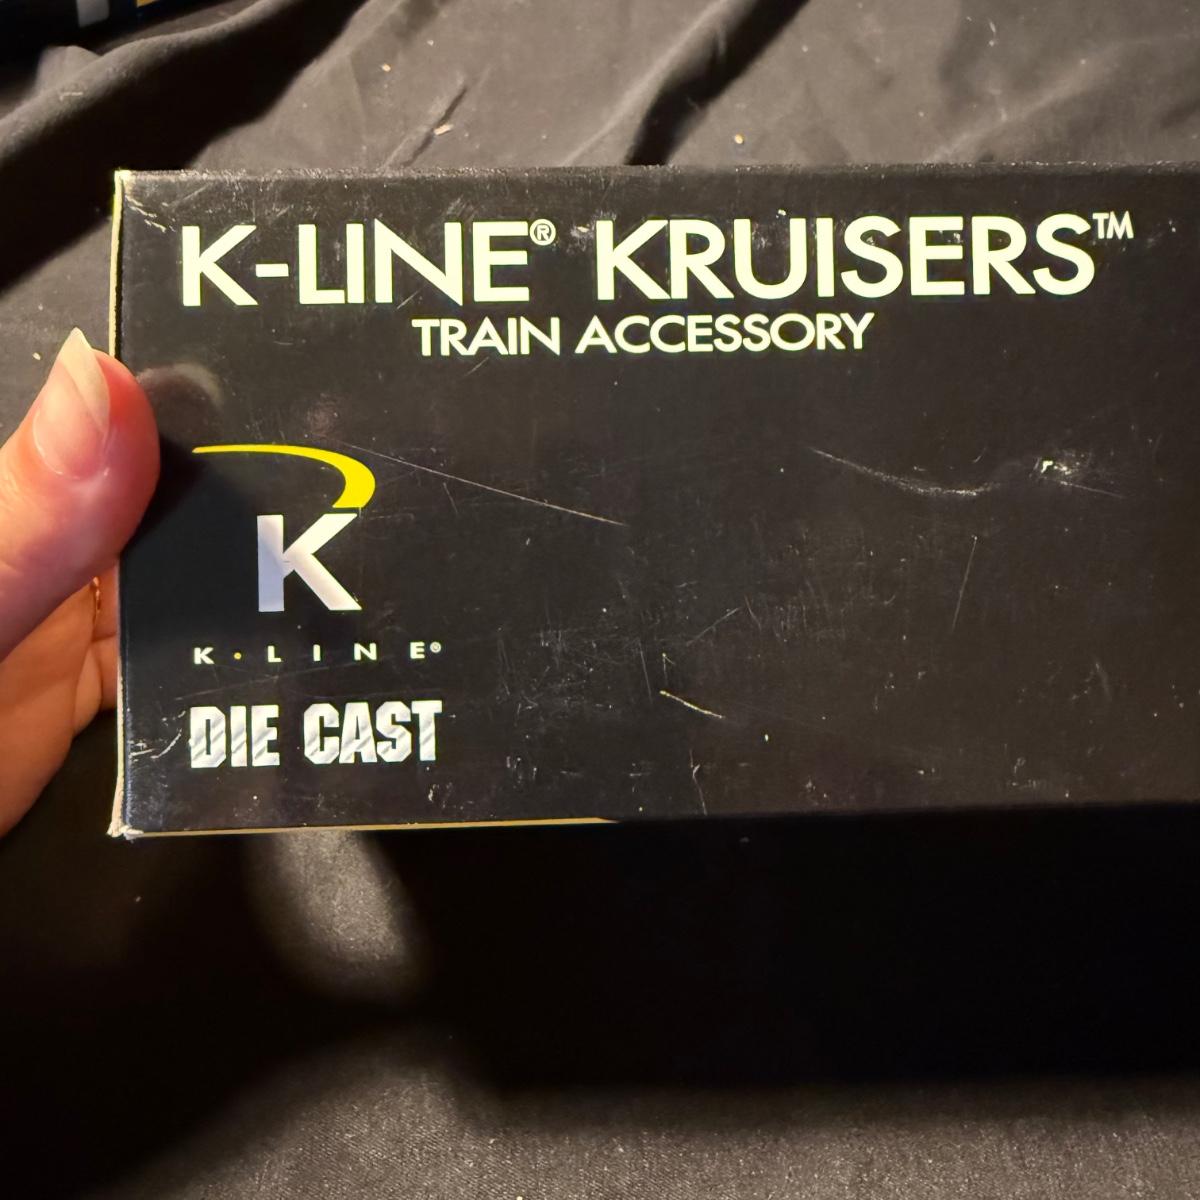 K-LINE® KRUISERS™
TRAIN ACCESSORY
K
K·LINE®
DIE CAST